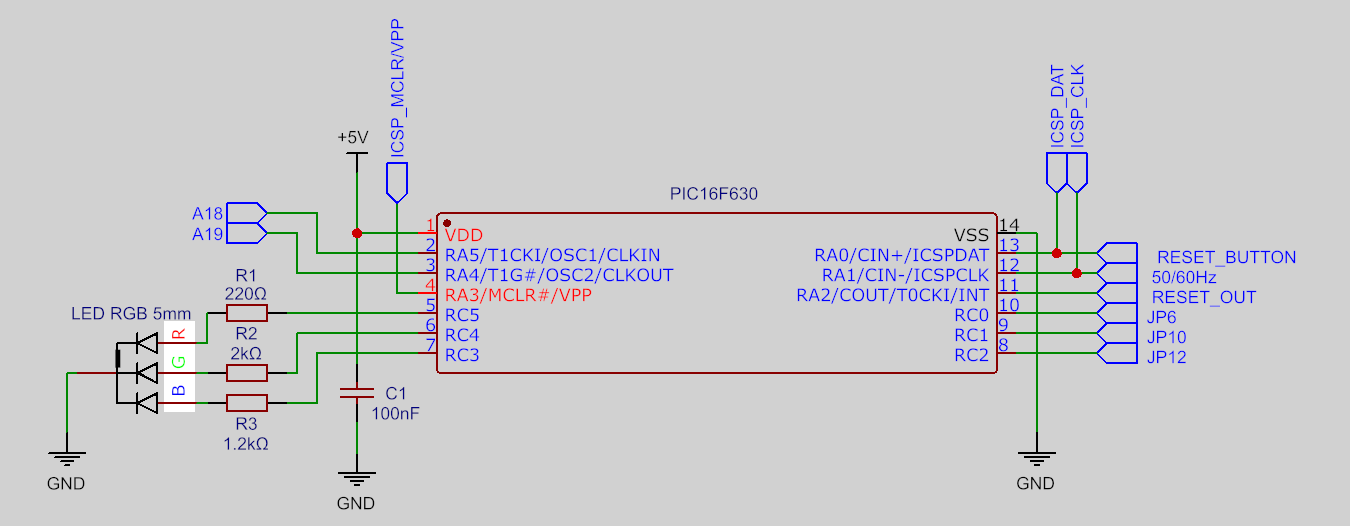 ICSP_MCLR/VPP
ICSP_DAT
ICSP_CLK
+5V
PIC16F630
A18
A19
1
VDD
2
RA5/T1CKI/OSC1/CLKIN
3
RA4/T1G#/OSC2/CLKOUT
4
RA3/MCLR#/VPP
5
RC5
6
RC4
7
RC3
14
VSS
13
RA0/CIN+/ICSPDAT
12
RA1/CIN-/ICSPCLK
11
RA2/COUT/T0CKI/INT
10
RC0
9
RC1
8
RC2
RESET_BUTTON
50/60Hz
RESET_OUT
JP6
JP10
JP12
R1
220Ω
LED RGB 5mm
R
G
B
R2
2kΩ
R3
1.2kΩ
C1
100nF
GND
GND
GND